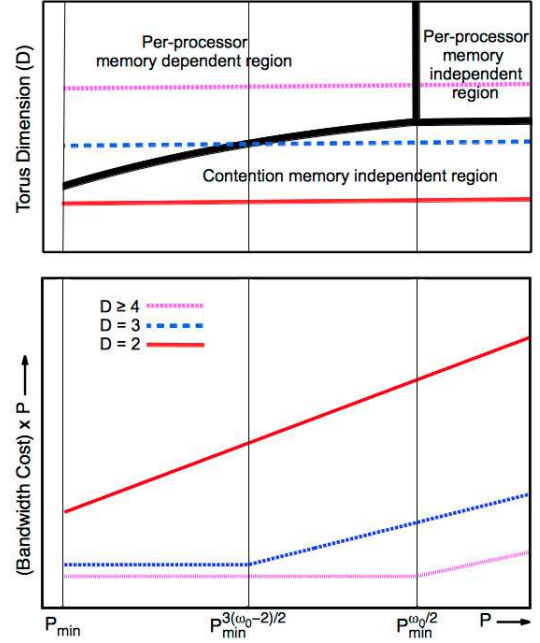 Per-processor
memory dependent region
Per-processor
memory
independent
region
Contention memory independent region
Torus Dimension (D)
D ≥ 4
D = 3
D = 2
(Bandwidth Cost) x P
P_min
P_min^{3(ω₀-2)/2}
P_min^{ω₀/2}
P